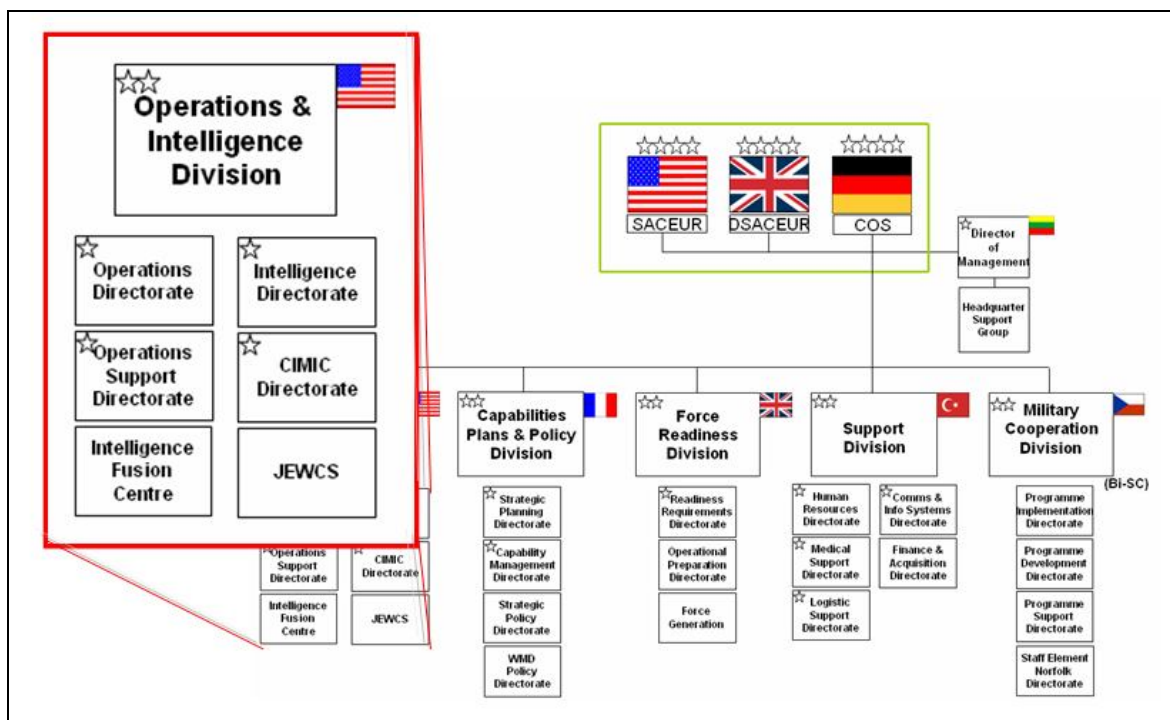 Operations &
Intelligence
Division
Operations
Directorate
Intelligence
Directorate
Operations
Support
Directorate
CIMIC
Directorate
Intelligence
Fusion
Centre
JEWCS
SACEUR
DSACEUR
COS
Director
of
Management
Headquarter
Support
Group
Capabilities
Plans & Policy
Division
Force
Readiness
Division
Support
Division
Military
Cooperation
Division
(Bi-SC)
Operations
Support
Directorate
CIMIC
Directorate
Intelligence
Fusion
Centre
JEWCS
Strategic
Planning
Directorate
Capability
Management
Directorate
Strategic
Policy
Directorate
WMD
Policy
Directorate
Readiness
Requirements
Directorate
Operational
Preparation
Directorate
Force
Generation
Human
Resources
Directorate
Comms &
Info Systems
Directorate
Medical
Support
Directorate
Finance &
Acquisition
Directorate
Logistic
Support
Directorate
Programme
Implementation
Directorate
Programme
Development
Directorate
Programme
Support
Directorate
Staff Element
Norfolk
Directorate